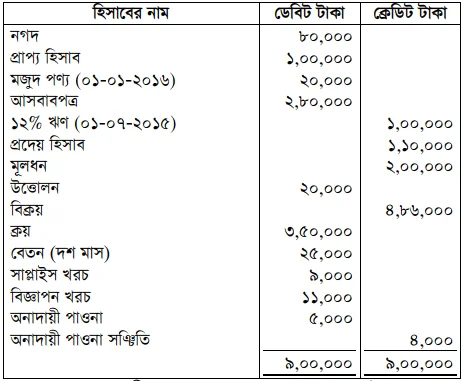 হিসাবের নাম ডেবিট টাকা ক্রেডিট টাকা
নগদ ৮০,০০০
প্রাপ্য হিসাব ১,০০,০০০
মজুদ পণ্য (০১-০১-২০১৬) ২০,০০০
আসবাবপত্র ২,৮০,০০০
১২% ঋণ (০১-০৭-২০১৫) ১,০০,০০০
প্রদেয় হিসাব ১,১০,০০০
মূলধন ২,০০,০০০
উত্তোলন ২০,০০০
বিক্রয় ৪,৮৬,০০০
ক্রয় ৩,৫০,০০০
বেতন (দশ মাস) ২৫,০০০
সাপ্লাইস খরচ ৯,০০০
বিজ্ঞাপন খরচ ১১,০০০
অনাদায়ী পাওনা ৫,০০০
অনাদায়ী পাওনা সঞ্চিতি ৪,০০০
৯,০০,০০০ ৯,০০,০০০